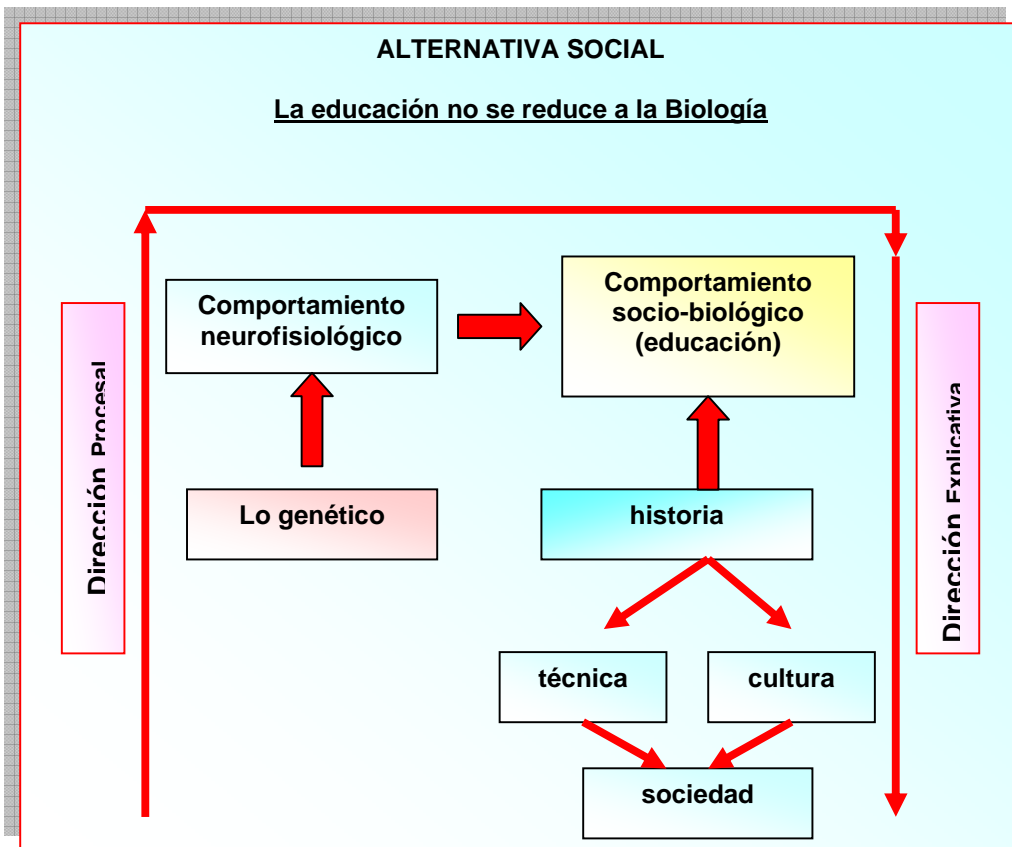 ALTERNATIVA SOCIAL
La educación no se reduce a la Biología
Comportamiento
neurofisiológico
Comportamiento
socio-biológico
(educación)
Dirección Procesal
Dirección Explicativa
Lo genético
historia
técnica
cultura
sociedad